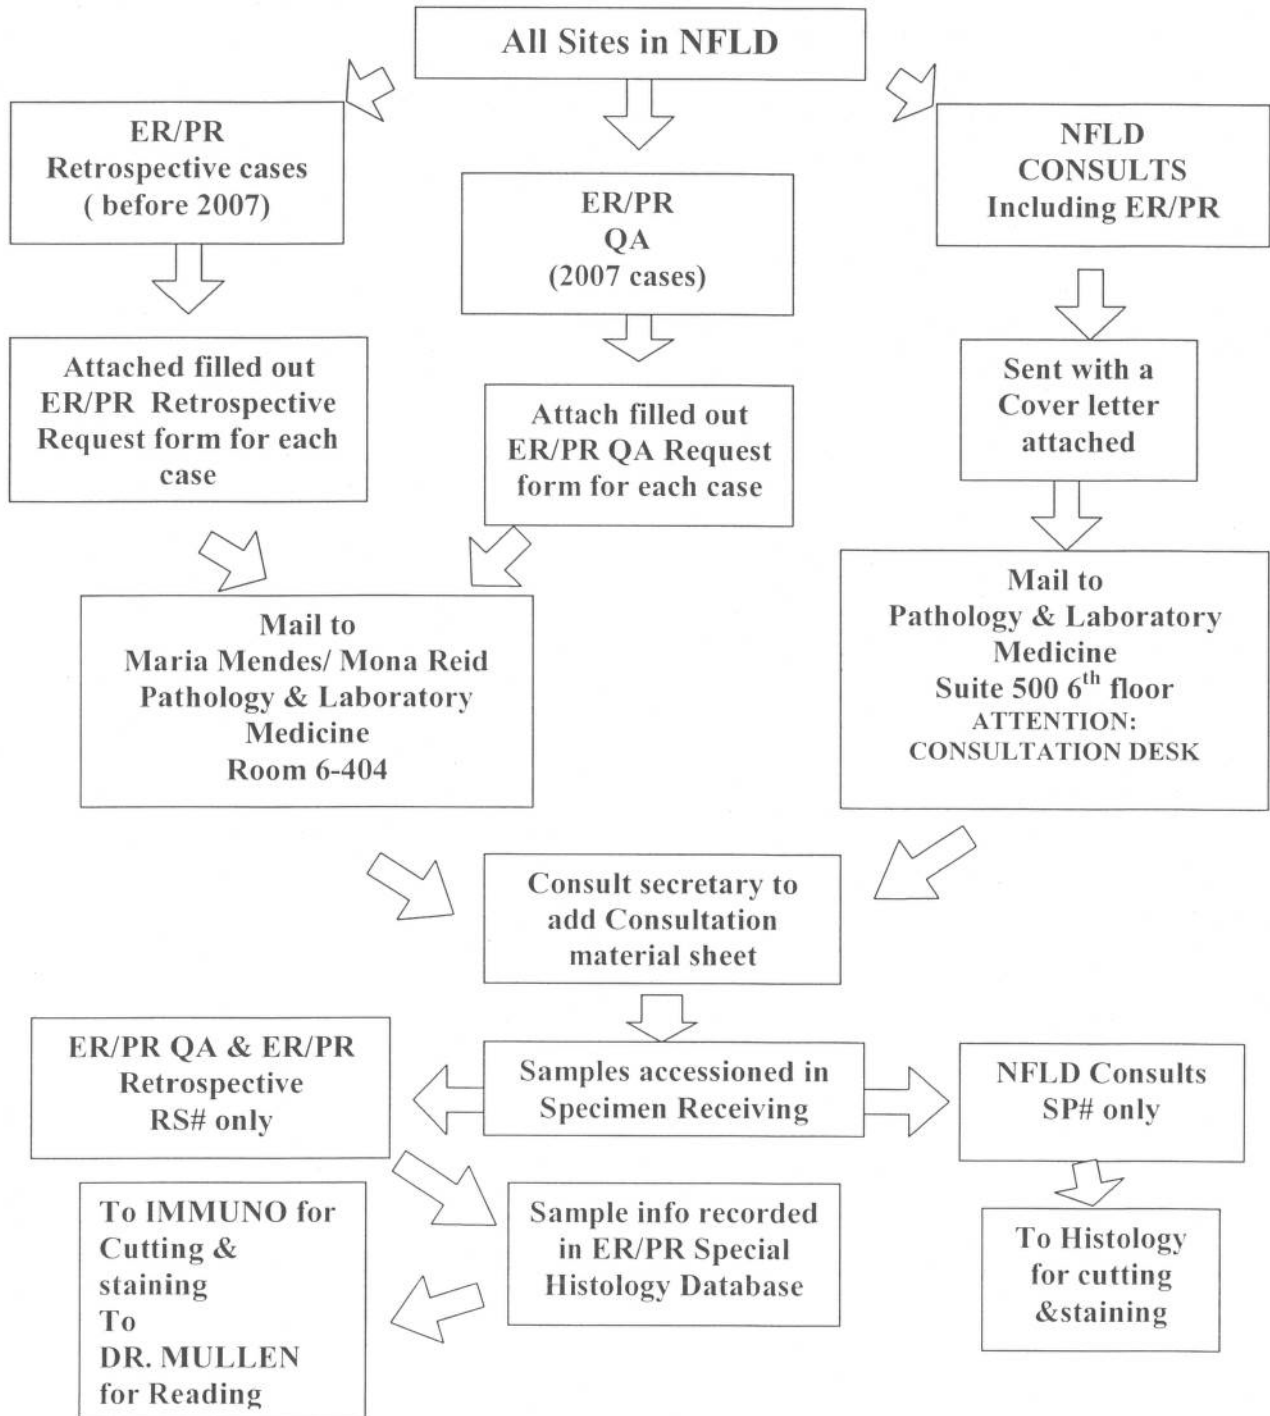 All Sites in NFLD
ER/PR
Retrospective cases
( before 2007)
ER/PR
QA
(2007 cases)
NFLD
CONSULTS
Including ER/PR
Attached filled out
ER/PR Retrospective
Request form for each
case
Attach filled out
ER/PR QA Request
form for each case
Sent with a
Cover letter
attached
Mail to
Maria Mendes/ Mona Reid
Pathology & Laboratory
Medicine
Room 6-404
Mail to
Pathology & Laboratory
Medicine
Suite 500 6th floor
ATTENTION:
CONSULTATION DESK
Consult secretary to
add Consultation
material sheet
ER/PR QA & ER/PR
Retrospective
RS# only
Samples accessioned in
Specimen Receiving
NFLD Consults
SP# only
To IMMUNO for
Cutting &
staining
To
DR. MULLEN
for Reading
Sample info recorded
in ER/PR Special
Histology Database
To Histology
for cutting
&staining